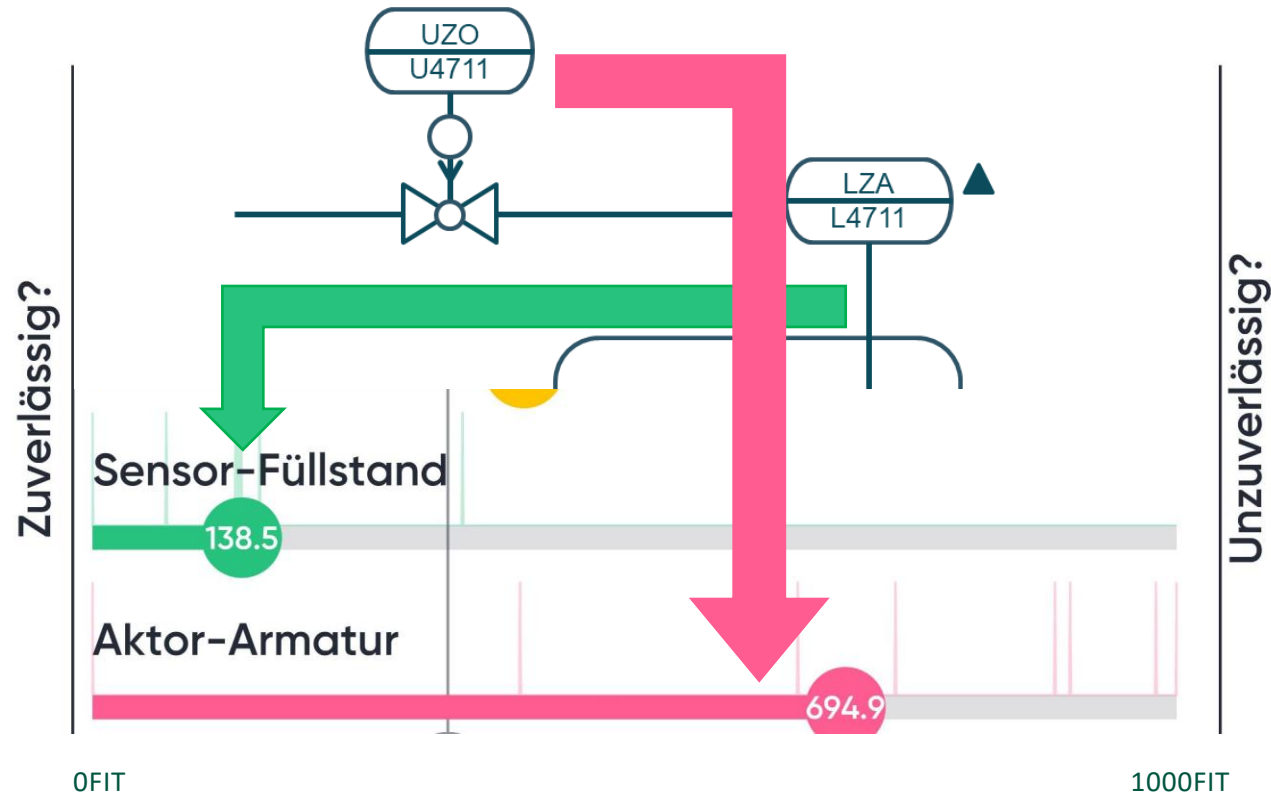 UZO
U4711
LZA
L4711
Zuverlässig?
Unzuverlässig?
Sensor-Füllstand
138.5
Aktor-Armatur
694.9
0FIT
1000FIT